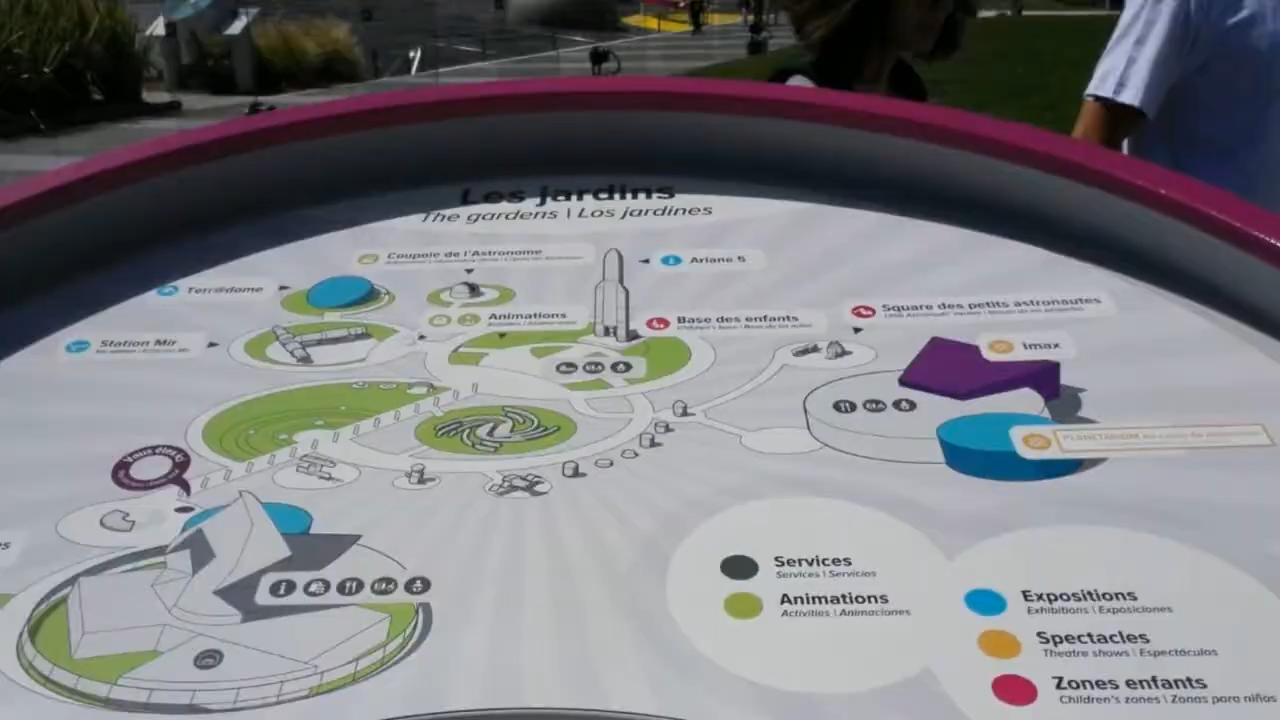 Les jardins
The gardens | Los jardines
Coupole de l'Astronome
Ariane 5
Terr@dome
Animations
Base des enfants
Square des petits astronautes
Station Mir
Imax
PLANETARIUM
Vous êtes ici
Services
Services | Servicios
Animations
Activities | Animaciones
Expositions
Exhibitions | Exposiciones
Spectacles
Theatre shows | Espectáculos
Zones enfants
Children's zones | Zonas para niños